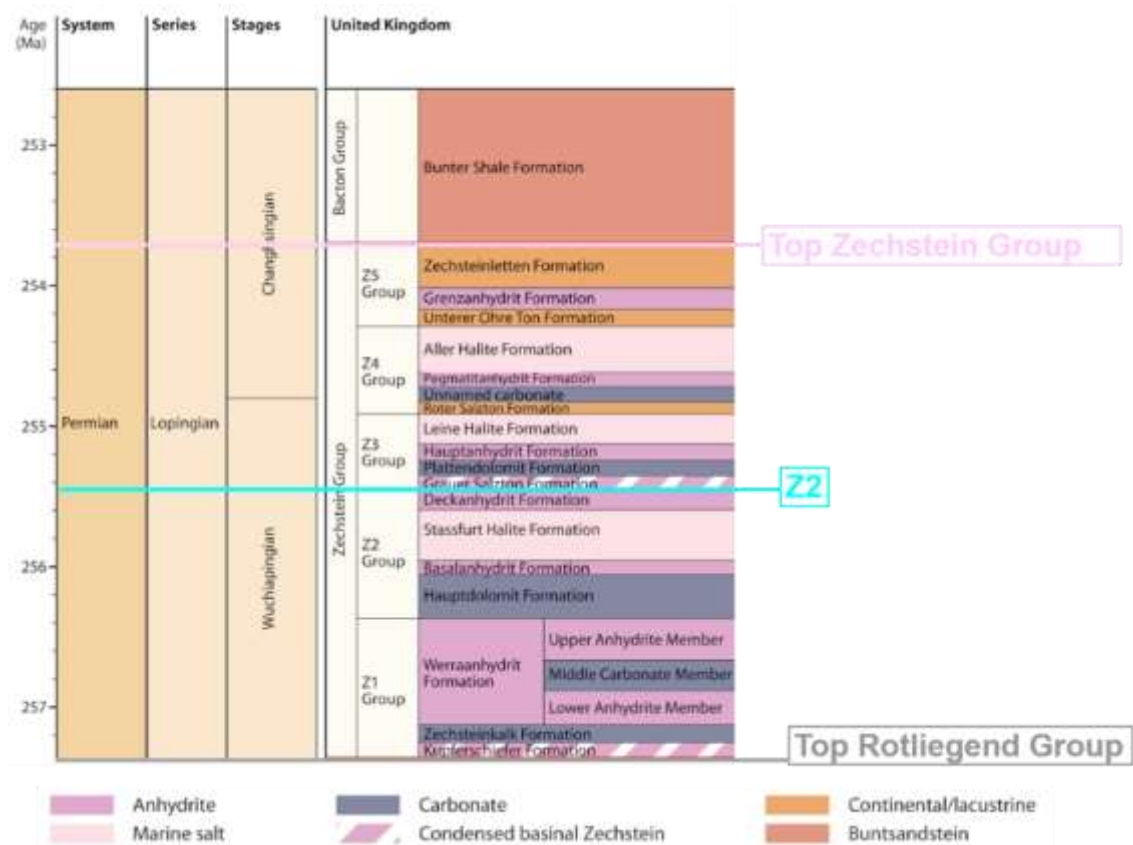 Age
(Ma)
System
Series
Stages
United Kingdom
253
254
255
256
257
Permian
Lopingian
Changhsingian
Wuchiapingian
Bacton Group
Zechstein Group
Z5
Group
Z4
Group
Z3
Group
Z2
Group
Z1
Group
Bunter Shale Formation
Zechsteinletten Formation
Grenzanhydrit Formation
Unterer Ohre Ton Formation
Aller Halite Formation
Pegmatitanhydrit Formation
Unnamed carbonate
Roter Salzton Formation
Leine Halite Formation
Hauptanhydrit Formation
Plattendolomit Formation
Grauer Salzton Formation
Deckanhydrit Formation
Stassfurt Halite Formation
Basalanhydrit Formation
Hauptdolomit Formation
Werraanhydrit
Formation
Upper Anhydrite Member
Middle Carbonate Member
Lower Anhydrite Member
Zechsteinkalk Formation
Kupferschiefer Formation
Top Zechstein Group
Z2
Top Rotliegend Group
Anhydrite
Carbonate
Continental/lacustrine
Marine salt
Condensed basinal Zechstein
Buntsandstein